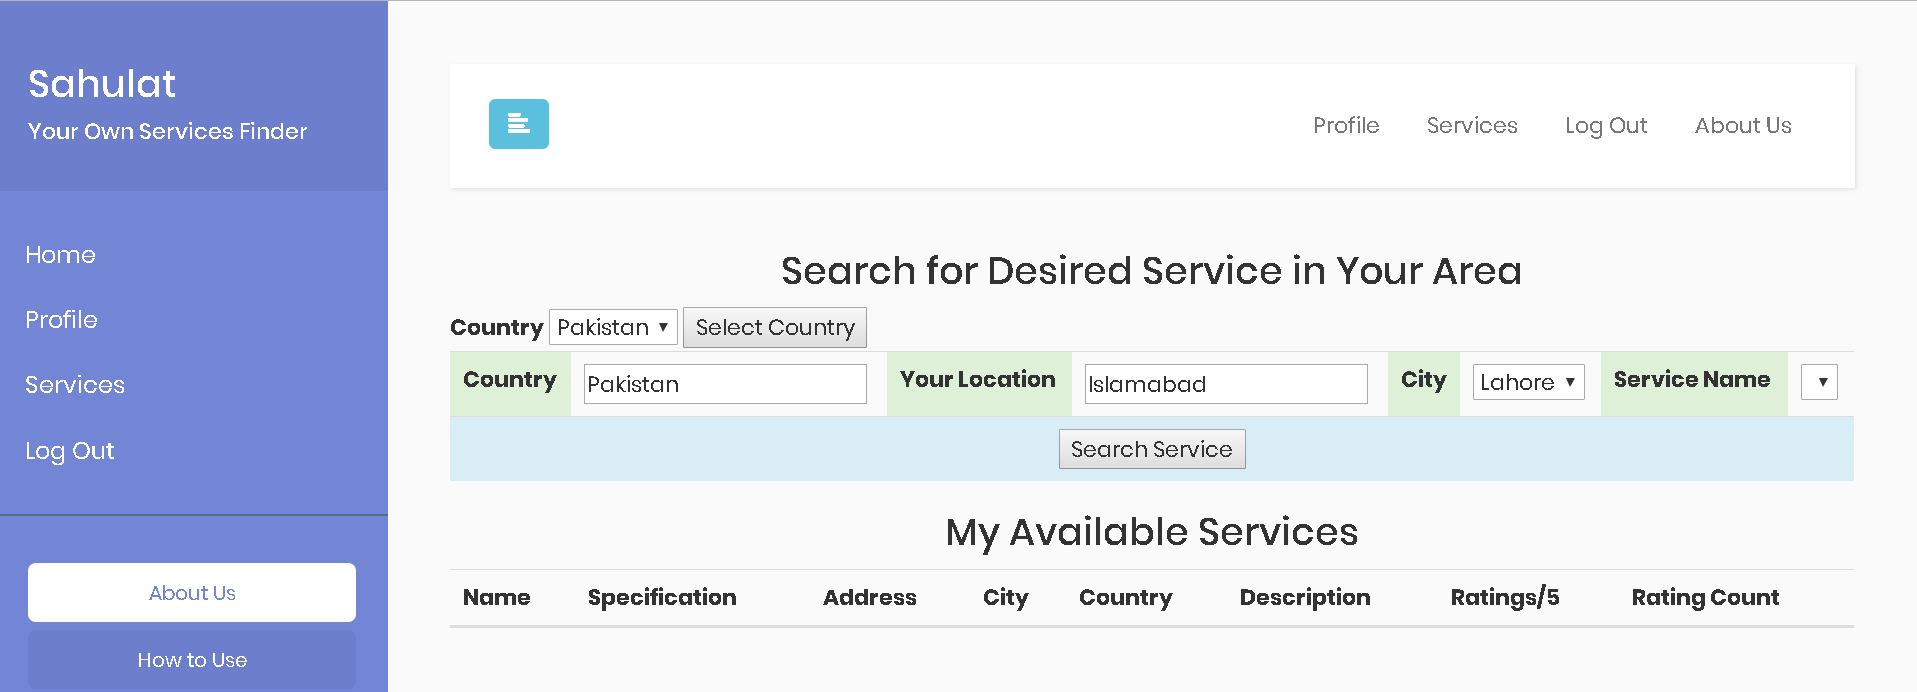 Sahulat
Your Own Services Finder
Home
Profile
Services
Log Out
About Us
How to Use
Profile Services Log Out About Us
Search for Desired Service in Your Area
Country Pakistan Select Country
Country Pakistan Your Location Islamabad City Lahore Service Name
Search Service
My Available Services
Name Specification Address City Country Description Ratings/5 Rating Count